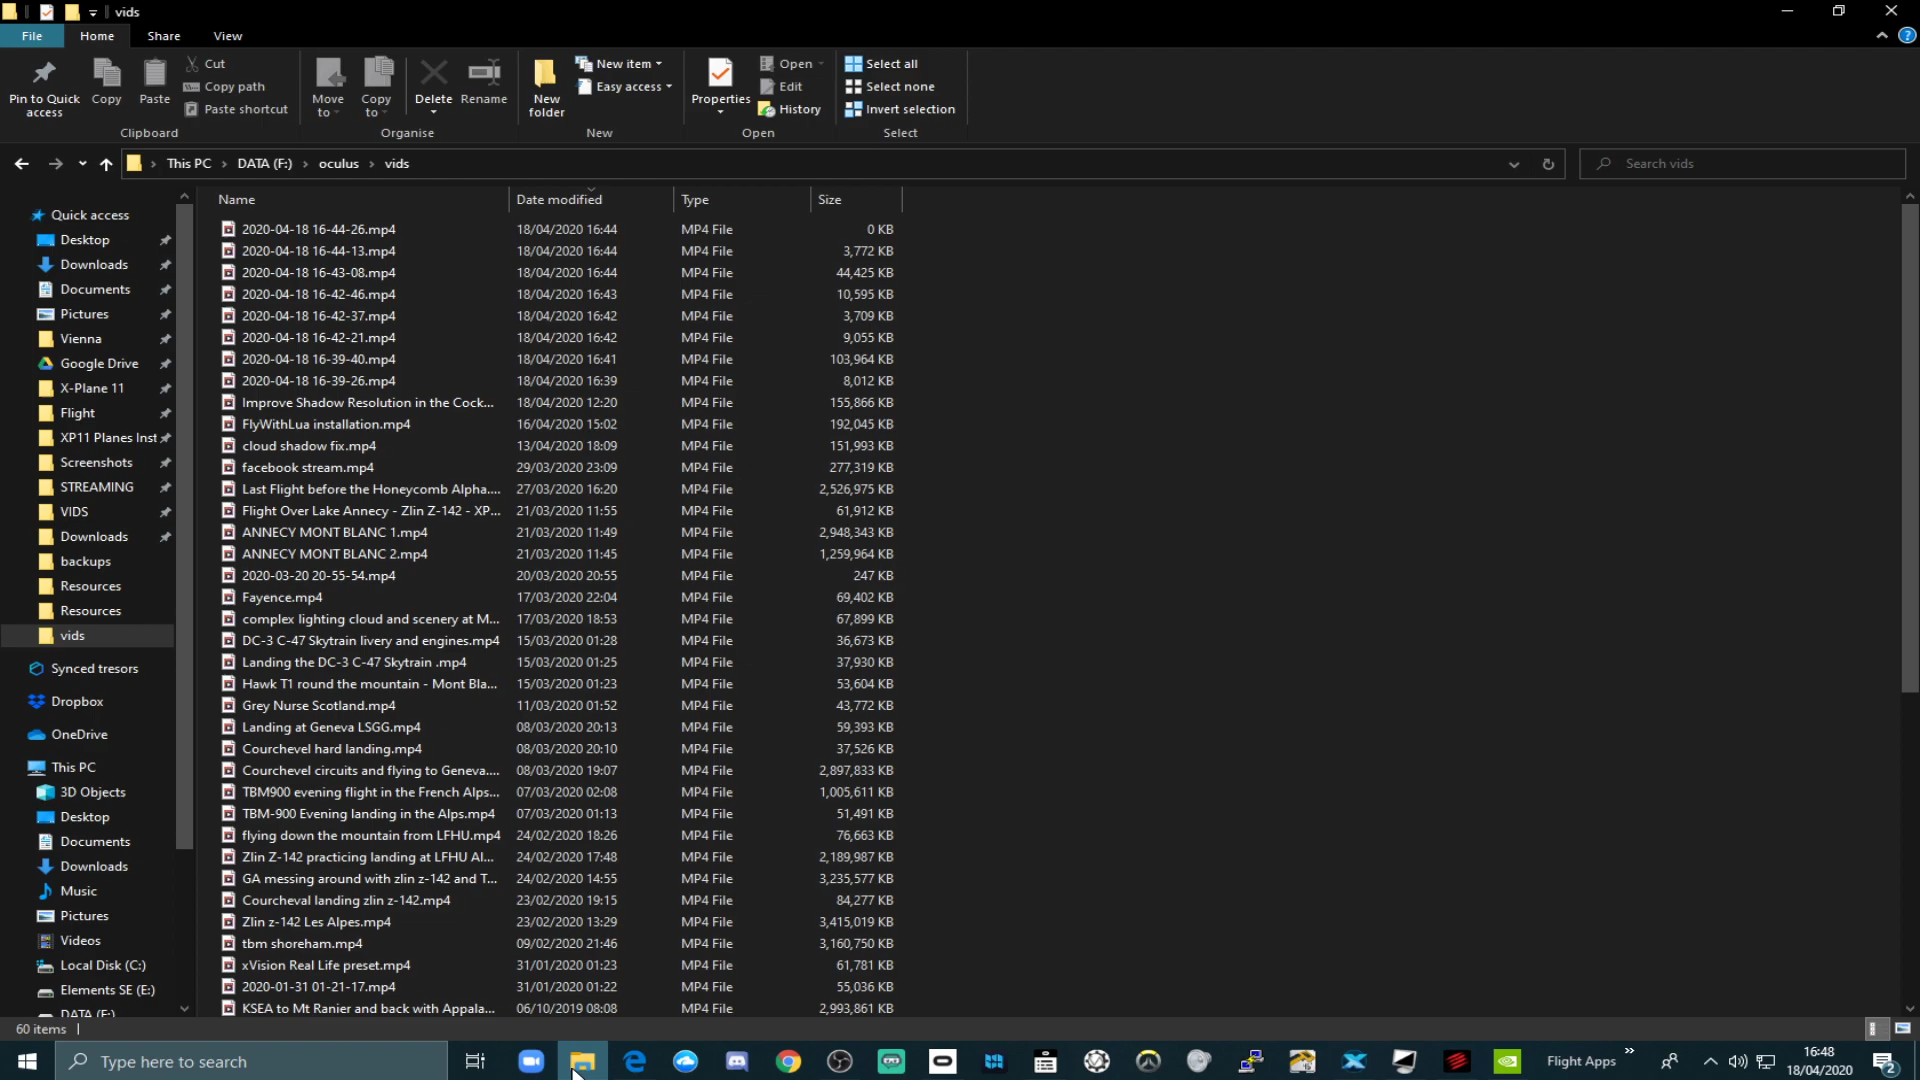 vids
File Home Share View
Pin to Quick access
Copy
Paste
Cut
Copy path
Paste shortcut
Clipboard
Move to
Copy to
Delete
Rename
Organise
New folder
New item
Easy access
New
Properties
Open
Edit
History
Open
Select all
Select none
Invert selection
Select
This PC › DATA (F:) › oculus › vids
Search vids
Quick access
Desktop
Downloads
Documents
Pictures
Vienna
Google Drive
X-Plane 11
Flight
XP11 Planes Inst
Screenshots
STREAMING
VIDS
Downloads
backups
Resources
Resources
vids
Synced tresors
Dropbox
OneDrive
This PC
3D Objects
Desktop
Documents
Downloads
Music
Pictures
Videos
Local Disk (C:)
Elements SE (E:)
DATA (F:)
Name Date modified Type Size
2020-04-18 16-44-26.mp4 18/04/2020 16:44 MP4 File 0 KB
2020-04-18 16-44-13.mp4 18/04/2020 16:44 MP4 File 3,772 KB
2020-04-18 16-43-08.mp4 18/04/2020 16:44 MP4 File 44,425 KB
2020-04-18 16-42-46.mp4 18/04/2020 16:43 MP4 File 10,595 KB
2020-04-18 16-42-37.mp4 18/04/2020 16:42 MP4 File 3,709 KB
2020-04-18 16-42-21.mp4 18/04/2020 16:42 MP4 File 9,055 KB
2020-04-18 16-39-40.mp4 18/04/2020 16:41 MP4 File 103,964 KB
2020-04-18 16-39-26.mp4 18/04/2020 16:39 MP4 File 8,012 KB
Improve Shadow Resolution in the Cock... 18/04/2020 12:20 MP4 File 155,866 KB
FlyWithLua installation.mp4 16/04/2020 15:02 MP4 File 192,045 KB
cloud shadow fix.mp4 13/04/2020 18:09 MP4 File 151,993 KB
facebook stream.mp4 29/03/2020 23:09 MP4 File 277,319 KB
Last Flight before the Honeycomb Alpha.... 27/03/2020 16:20 MP4 File 2,526,975 KB
Flight Over Lake Annecy - Zlin Z-142 - XP... 21/03/2020 11:55 MP4 File 61,912 KB
ANNECY MONT BLANC 1.mp4 21/03/2020 11:49 MP4 File 2,948,343 KB
ANNECY MONT BLANC 2.mp4 21/03/2020 11:45 MP4 File 1,259,964 KB
2020-03-20 20-55-54.mp4 20/03/2020 20:55 MP4 File 247 KB
Fayence.mp4 17/03/2020 22:04 MP4 File 69,402 KB
complex lighting cloud and scenery at M... 17/03/2020 18:53 MP4 File 67,899 KB
DC-3 C-47 Skytrain livery and engines.mp4 15/03/2020 01:28 MP4 File 36,673 KB
Landing the DC-3 C-47 Skytrain .mp4 15/03/2020 01:25 MP4 File 37,930 KB
Hawk T1 round the mountain - Mont Bla... 15/03/2020 01:23 MP4 File 53,604 KB
Grey Nurse Scotland.mp4 11/03/2020 01:52 MP4 File 43,772 KB
Landing at Geneva LSGG.mp4 08/03/2020 20:13 MP4 File 59,393 KB
Courchevel hard landing.mp4 08/03/2020 20:10 MP4 File 37,526 KB
Courchevel circuits and flying to Geneva.... 08/03/2020 19:07 MP4 File 2,897,833 KB
TBM900 evening flight in the French Alps... 07/03/2020 02:08 MP4 File 1,005,611 KB
TBM-900 Evening landing in the Alps.mp4 07/03/2020 01:13 MP4 File 51,491 KB
flying down the mountain from LFHU.mp4 24/02/2020 18:26 MP4 File 76,663 KB
Zlin Z-142 practicing landing at LFHU Al... 24/02/2020 17:48 MP4 File 2,189,987 KB
GA messing around with zlin z-142 and T... 24/02/2020 14:55 MP4 File 3,235,577 KB
Courcheval landing zlin z-142.mp4 23/02/2020 19:15 MP4 File 84,277 KB
Zlin z-142 Les Alpes.mp4 23/02/2020 13:29 MP4 File 3,415,019 KB
tbm shoreham.mp4 09/02/2020 21:46 MP4 File 3,160,750 KB
xVision Real Life preset.mp4 31/01/2020 01:23 MP4 File 61,781 KB
2020-01-31 01-21-17.mp4 31/01/2020 01:22 MP4 File 55,036 KB
KSEA to Mt Ranier and back with Appala... 06/10/2019 08:08 MP4 File 2,993,861 KB
60 items
Type here to search
Flight Apps
16:48
18/04/2020
2